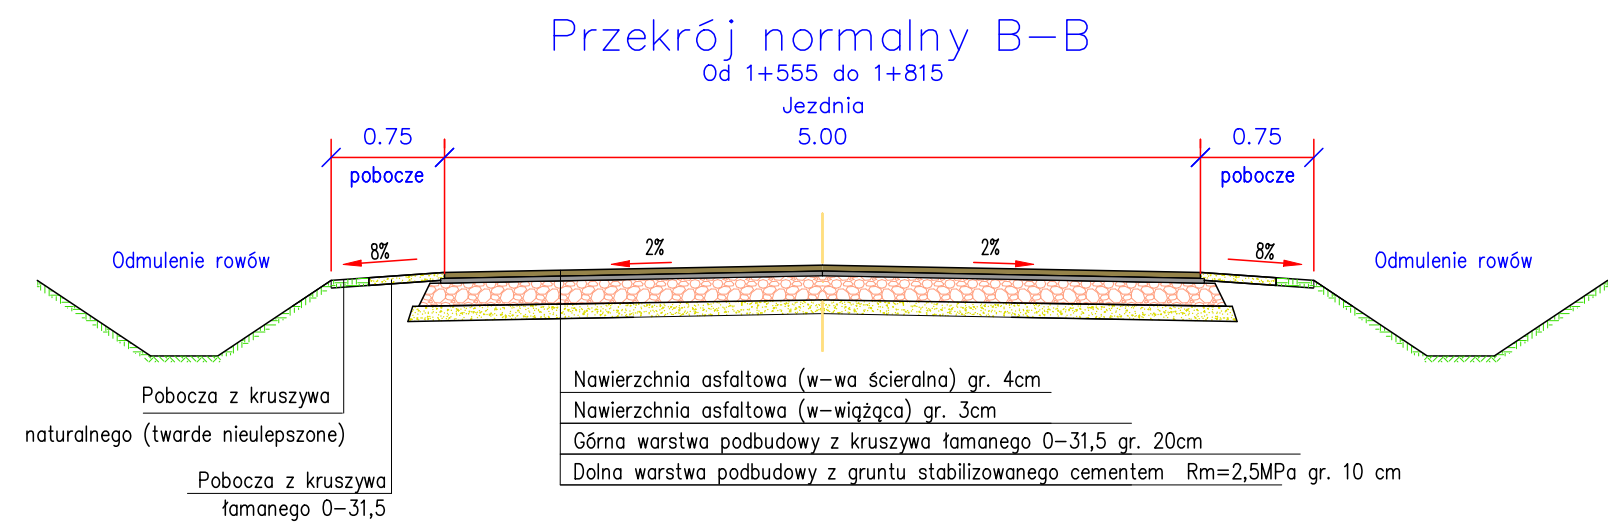 Przekrój normalny B-B
Od 1+555 do 1+815
Jezdnia
0.75 5.00 0.75
pobocze pobocze
8% 2% 2% 8%
Odmulenie rowów Odmulenie rowów
Nawierzchnia asfaltowa (w-wa ścieralna) gr. 4cm
Pobocza z kruszywa
naturalnego (twarde nieulepszone)
Nawierzchnia asfaltowa (w-wiążąca) gr. 3cm
Górna warstwa podbudowy z kruszywa łamanego 0-31,5 gr. 20cm
Dolna warstwa podbudowy z gruntu stabilizowanego cementem Rm=2,5MPa gr. 10 cm
Pobocza z kruszywa
łamanego 0-31,5